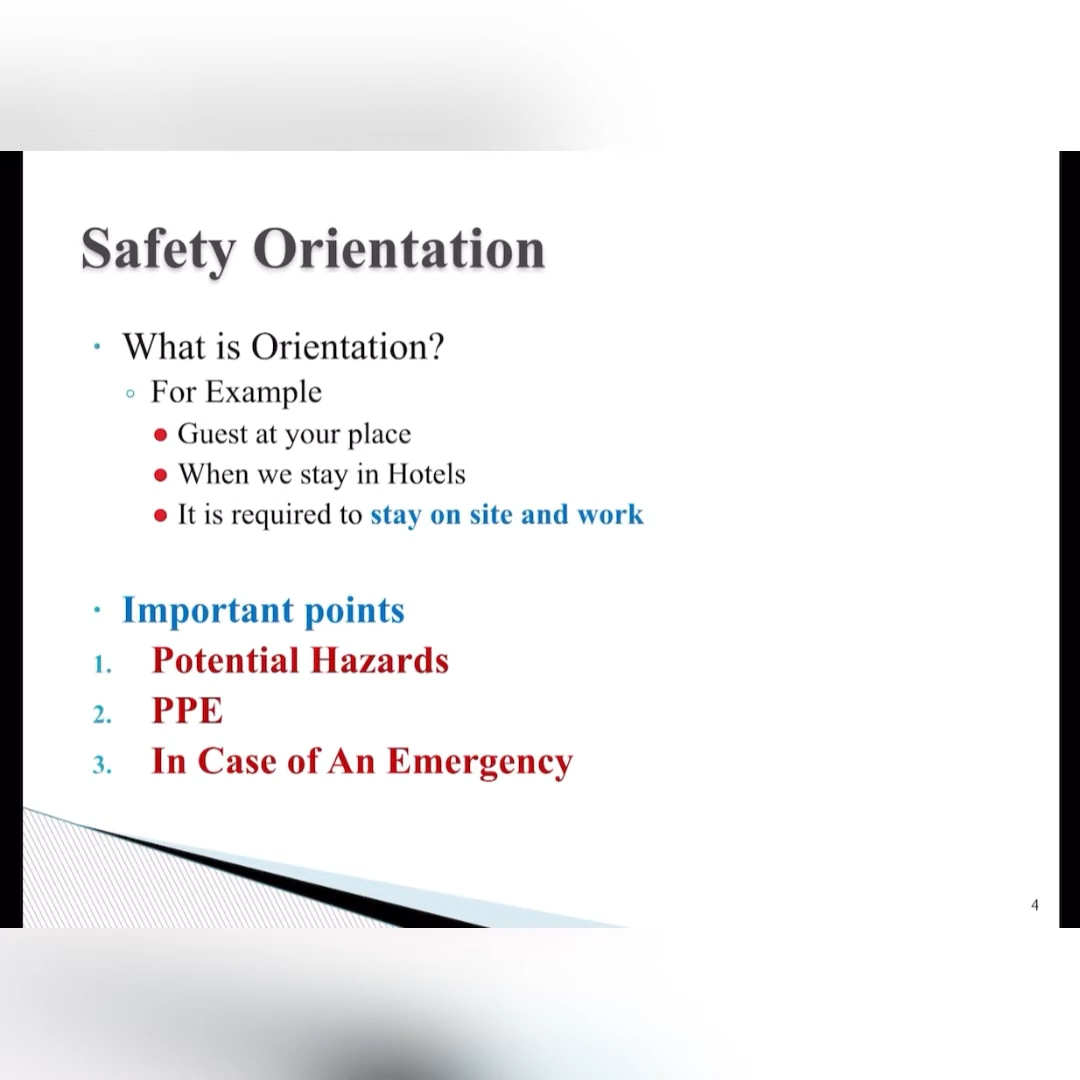 Safety Orientation
· What is Orientation?
○ For Example
● Guest at your place
● When we stay in Hotels
● It is required to stay on site and work
· Important points
1. Potential Hazards
2. PPE
3. In Case of An Emergency
4